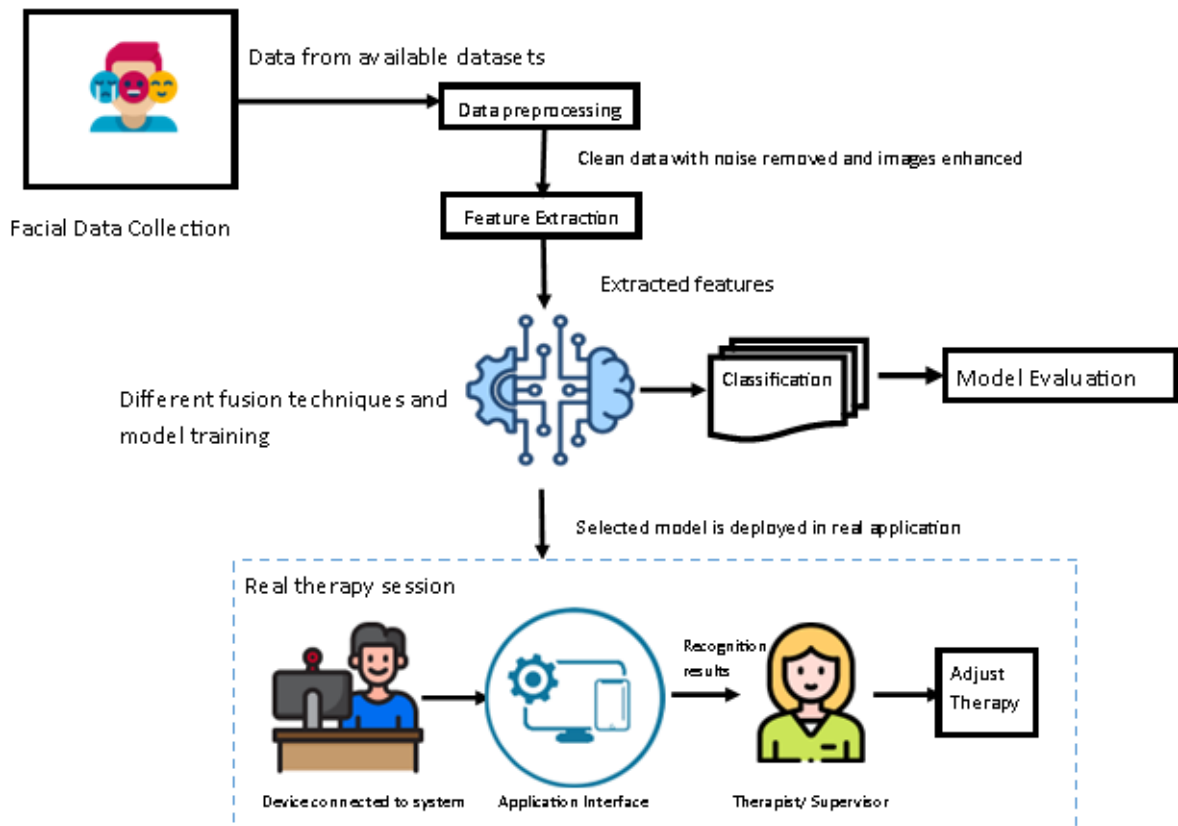 Data from available datasets
Data preprocessing
Clean data with noise removed and images enhanced
Facial Data Collection
Feature Extraction
Extracted features
Classification
Model Evaluation
Different fusion techniques and
model training
Selected model is deployed in real application
Real therapy session
Recognition
results
Adjust
Therapy
Device connected to system
Application Interface
Therapist/ Supervisor